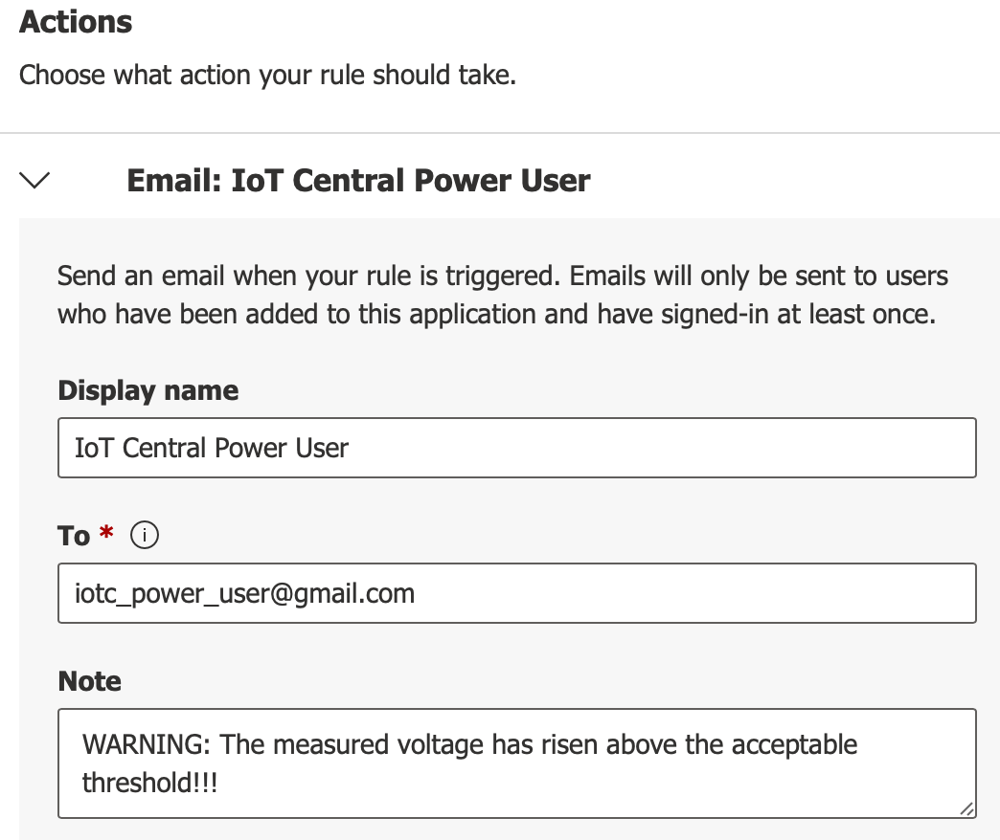 Actions
Choose what action your rule should take.
Email: IoT Central Power User
Send an email when your rule is triggered. Emails will only be sent to users
who have been added to this application and have signed-in at least once.
Display name
IoT Central Power User
To * i
iotc_power_user@gmail.com
Note
WARNING: The measured voltage has risen above the acceptable
threshold!!!